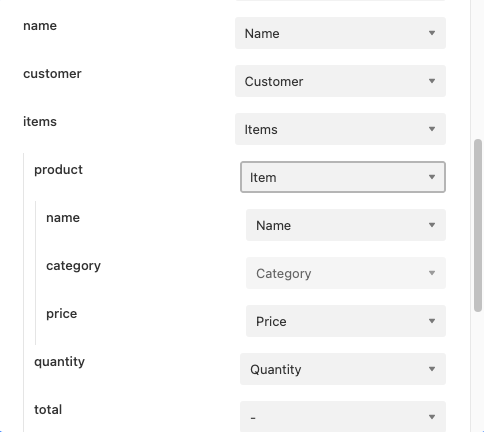 name Name
customer Customer
items Items
product Item
name Name
category Category
price Price
quantity Quantity
total -